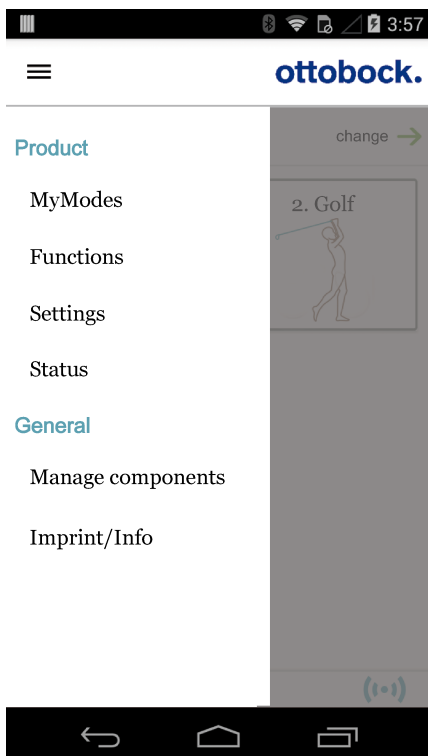 3:57
ottobock.
Product
change
MyModes
2. Golf
Functions
Settings
Status
General
Manage components
Imprint/Info